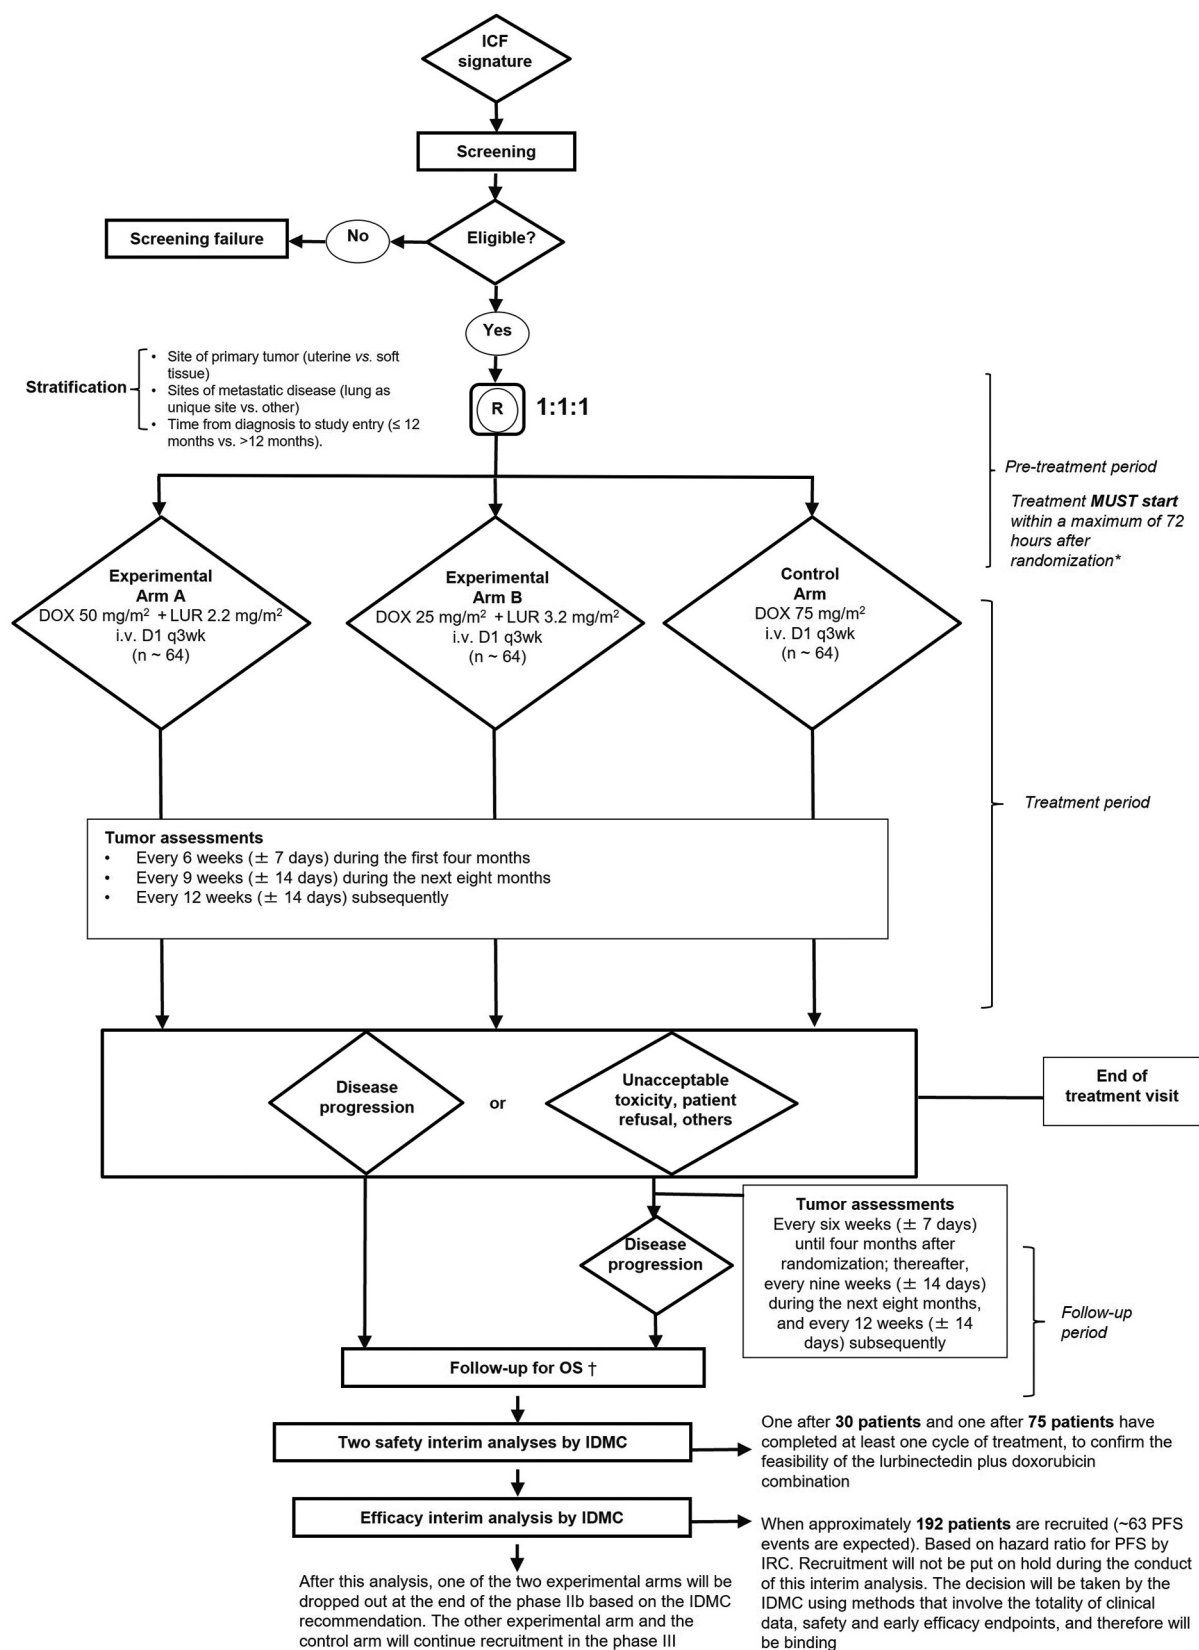 ICF
signature
Screening
Eligible?
No
Screening failure
Yes
Stratification
• Site of primary tumor (uterine vs. soft
tissue)
• Sites of metastatic disease (lung as
unique site vs. other)
• Time from diagnosis to study entry (≤ 12
months vs. >12 months).
R
1:1:1
Pre-treatment period
Treatment MUST start
within a maximum of 72
hours after
randomization*
Experimental
Arm A
DOX 50 mg/m² + LUR 2.2 mg/m²
i.v. D1 q3wk
(n ~ 64)
Experimental
Arm B
DOX 25 mg/m² + LUR 3.2 mg/m²
i.v. D1 q3wk
(n ~ 64)
Control
Arm
DOX 75 mg/m²
i.v. D1 q3wk
(n ~ 64)
Treatment period
Tumor assessments
• Every 6 weeks (± 7 days) during the first four months
• Every 9 weeks (± 14 days) during the next eight months
• Every 12 weeks (± 14 days) subsequently
Disease
progression
or
Unacceptable
toxicity, patient
refusal, others
End of
treatment visit
Tumor assessments
Every six weeks (± 7 days)
until four months after
randomization; thereafter,
every nine weeks (± 14 days)
during the next eight months,
and every 12 weeks (± 14
days) subsequently
Disease
progression
Follow-up
period
Follow-up for OS †
Two safety interim analyses by IDMC
One after 30 patients and one after 75 patients have
completed at least one cycle of treatment, to confirm the
feasibility of the lurbinectedin plus doxorubicin
combination
Efficacy interim analysis by IDMC
When approximately 192 patients are recruited (~63 PFS
events are expected). Based on hazard ratio for PFS by
IRC. Recruitment will not be put on hold during the conduct
of this interim analysis. The decision will be taken by the
IDMC using methods that involve the totality of clinical
data, safety and early efficacy endpoints, and therefore will
be binding
After this analysis, one of the two experimental arms will be
dropped out at the end of the phase IIb based on the IDMC
recommendation. The other experimental arm and the
control arm will continue recruitment in the phase III